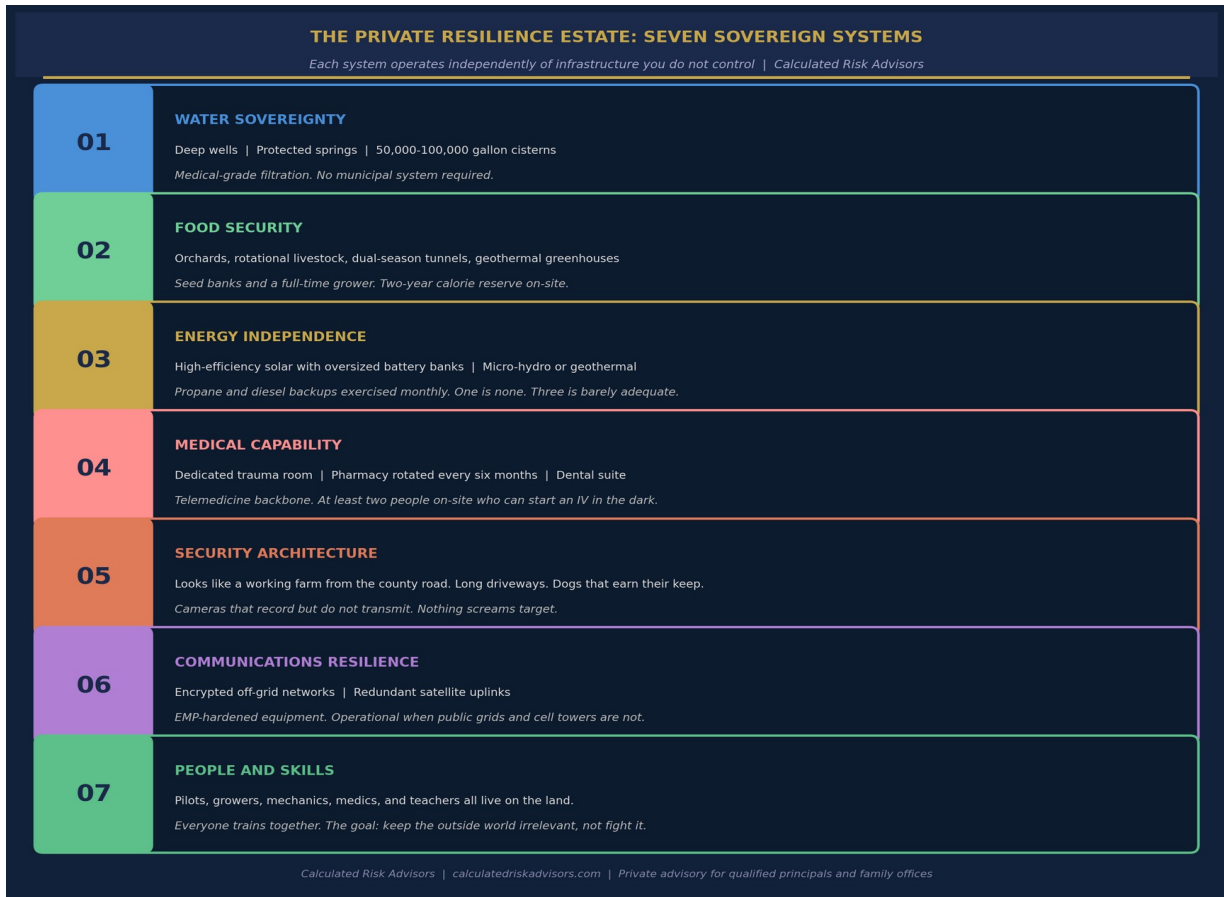 THE PRIVATE RESILIENCE ESTATE: SEVEN SOVEREIGN SYSTEMS
Each system operates independently of infrastructure you do not control | Calculated Risk Advisors
01
WATER SOVEREIGNTY
Deep wells | Protected springs | 50,000-100,000 gallon cisterns
Medical-grade filtration. No municipal system required.
02
FOOD SECURITY
Orchards, rotational livestock, dual-season tunnels, geothermal greenhouses
Seed banks and a full-time grower. Two-year calorie reserve on-site.
03
ENERGY INDEPENDENCE
High-efficiency solar with oversized battery banks | Micro-hydro or geothermal
Propane and diesel backups exercised monthly. One is none. Three is barely adequate.
04
MEDICAL CAPABILITY
Dedicated trauma room | Pharmacy rotated every six months | Dental suite
Telemedicine backbone. At least two people on-site who can start an IV in the dark.
05
SECURITY ARCHITECTURE
Looks like a working farm from the county road. Long driveways. Dogs that earn their keep.
Cameras that record but do not transmit. Nothing screams target.
06
COMMUNICATIONS RESILIENCE
Encrypted off-grid networks | Redundant satellite uplinks
EMP-hardened equipment. Operational when public grids and cell towers are not.
07
PEOPLE AND SKILLS
Pilots, growers, mechanics, medics, and teachers all live on the land.
Everyone trains together. The goal: keep the outside world irrelevant, not fight it.
Calculated Risk Advisors | calculatedriskadvisors.com | Private advisory for qualified principals and family offices